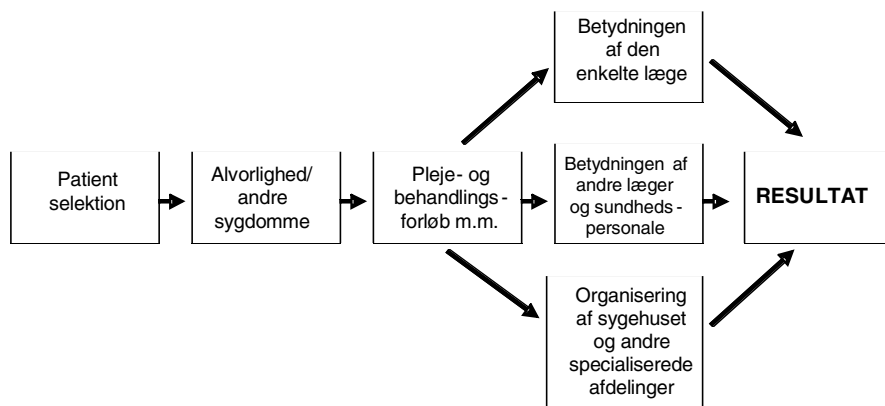 Patient
selektion
Alvorlighed/
andre
sygdomme
Pleje- og
behandlings-
forløb m.m.
Betydningen
af den
enkelte læge
Betydningen af
andre læger
og sundheds-
personale
Organisering
af sygehuset
og andre
specialiserede
afdelinger
RESULTAT